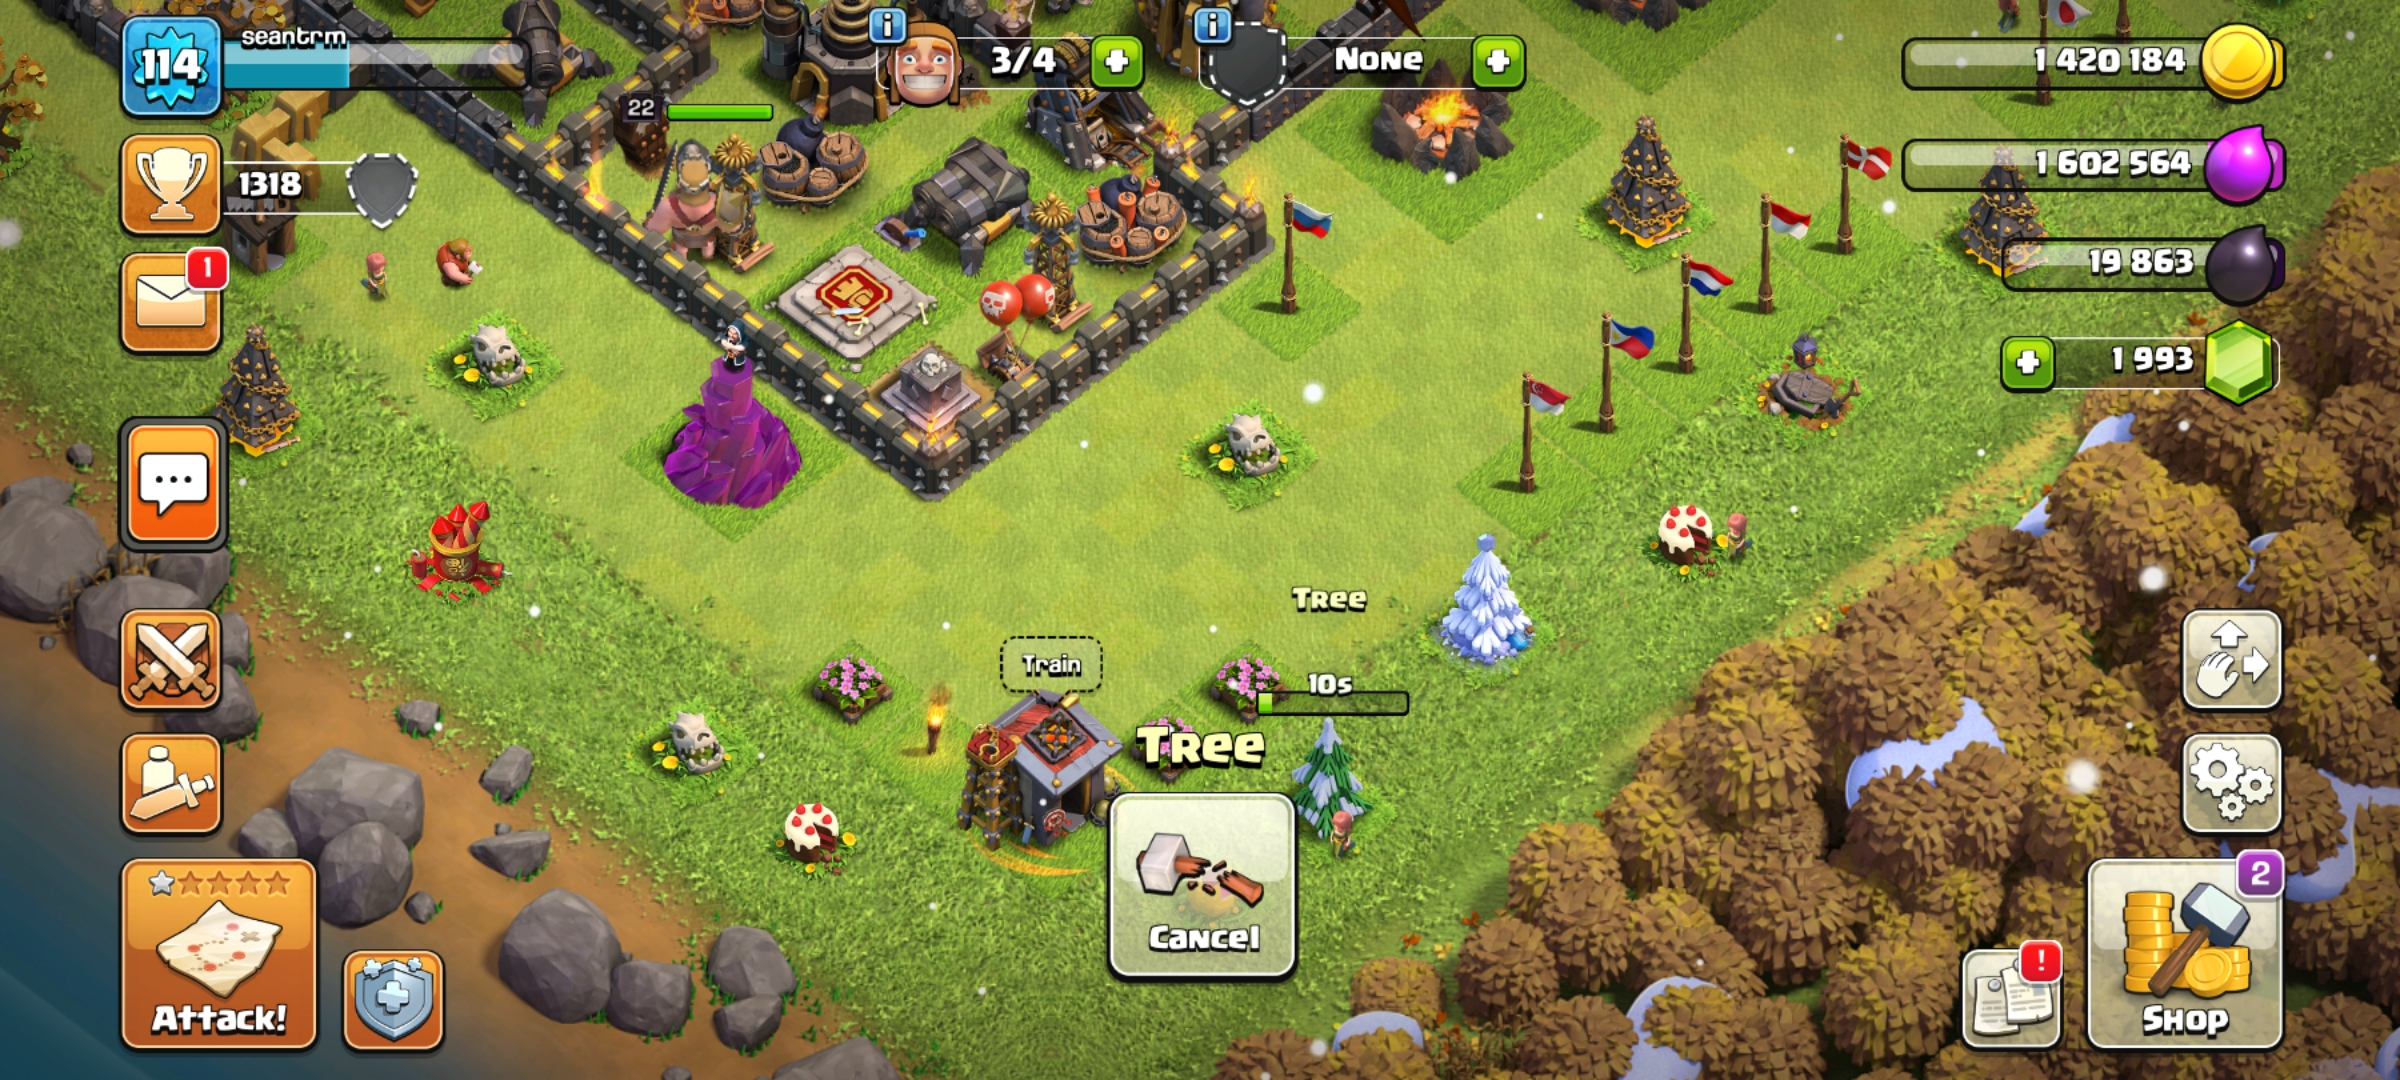 114
seantrm
3/4
None
1 420 184
22
1318
1 602 564
1
19 863
1 993
Tree
Train
10s
Tree
Cancel
2
!
Attack!
Shop